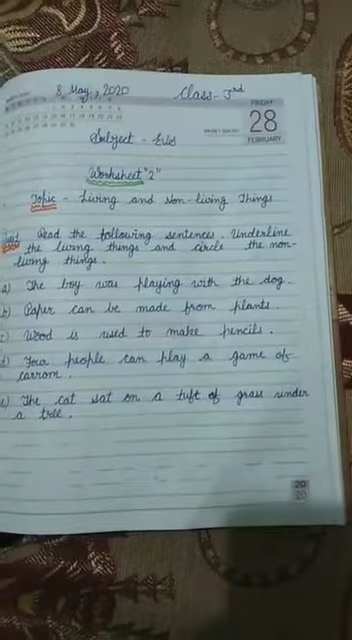 8 May, 2020 Class - 3rd
FRIDAY
28
FEBRUARY
Subject - EVS
Worksheet "2"
Topic - Living and Non-living Things
Read the following sentences. Underline
the living things and circle the non-
living things.
a) The boy was playing with the dog.
b) Paper can be made from plants.
c) Wood is used to make pencils.
d) Four people can play a game of
carrom.
e) The cat sat on a tuft of grass under
a tree.
20
20